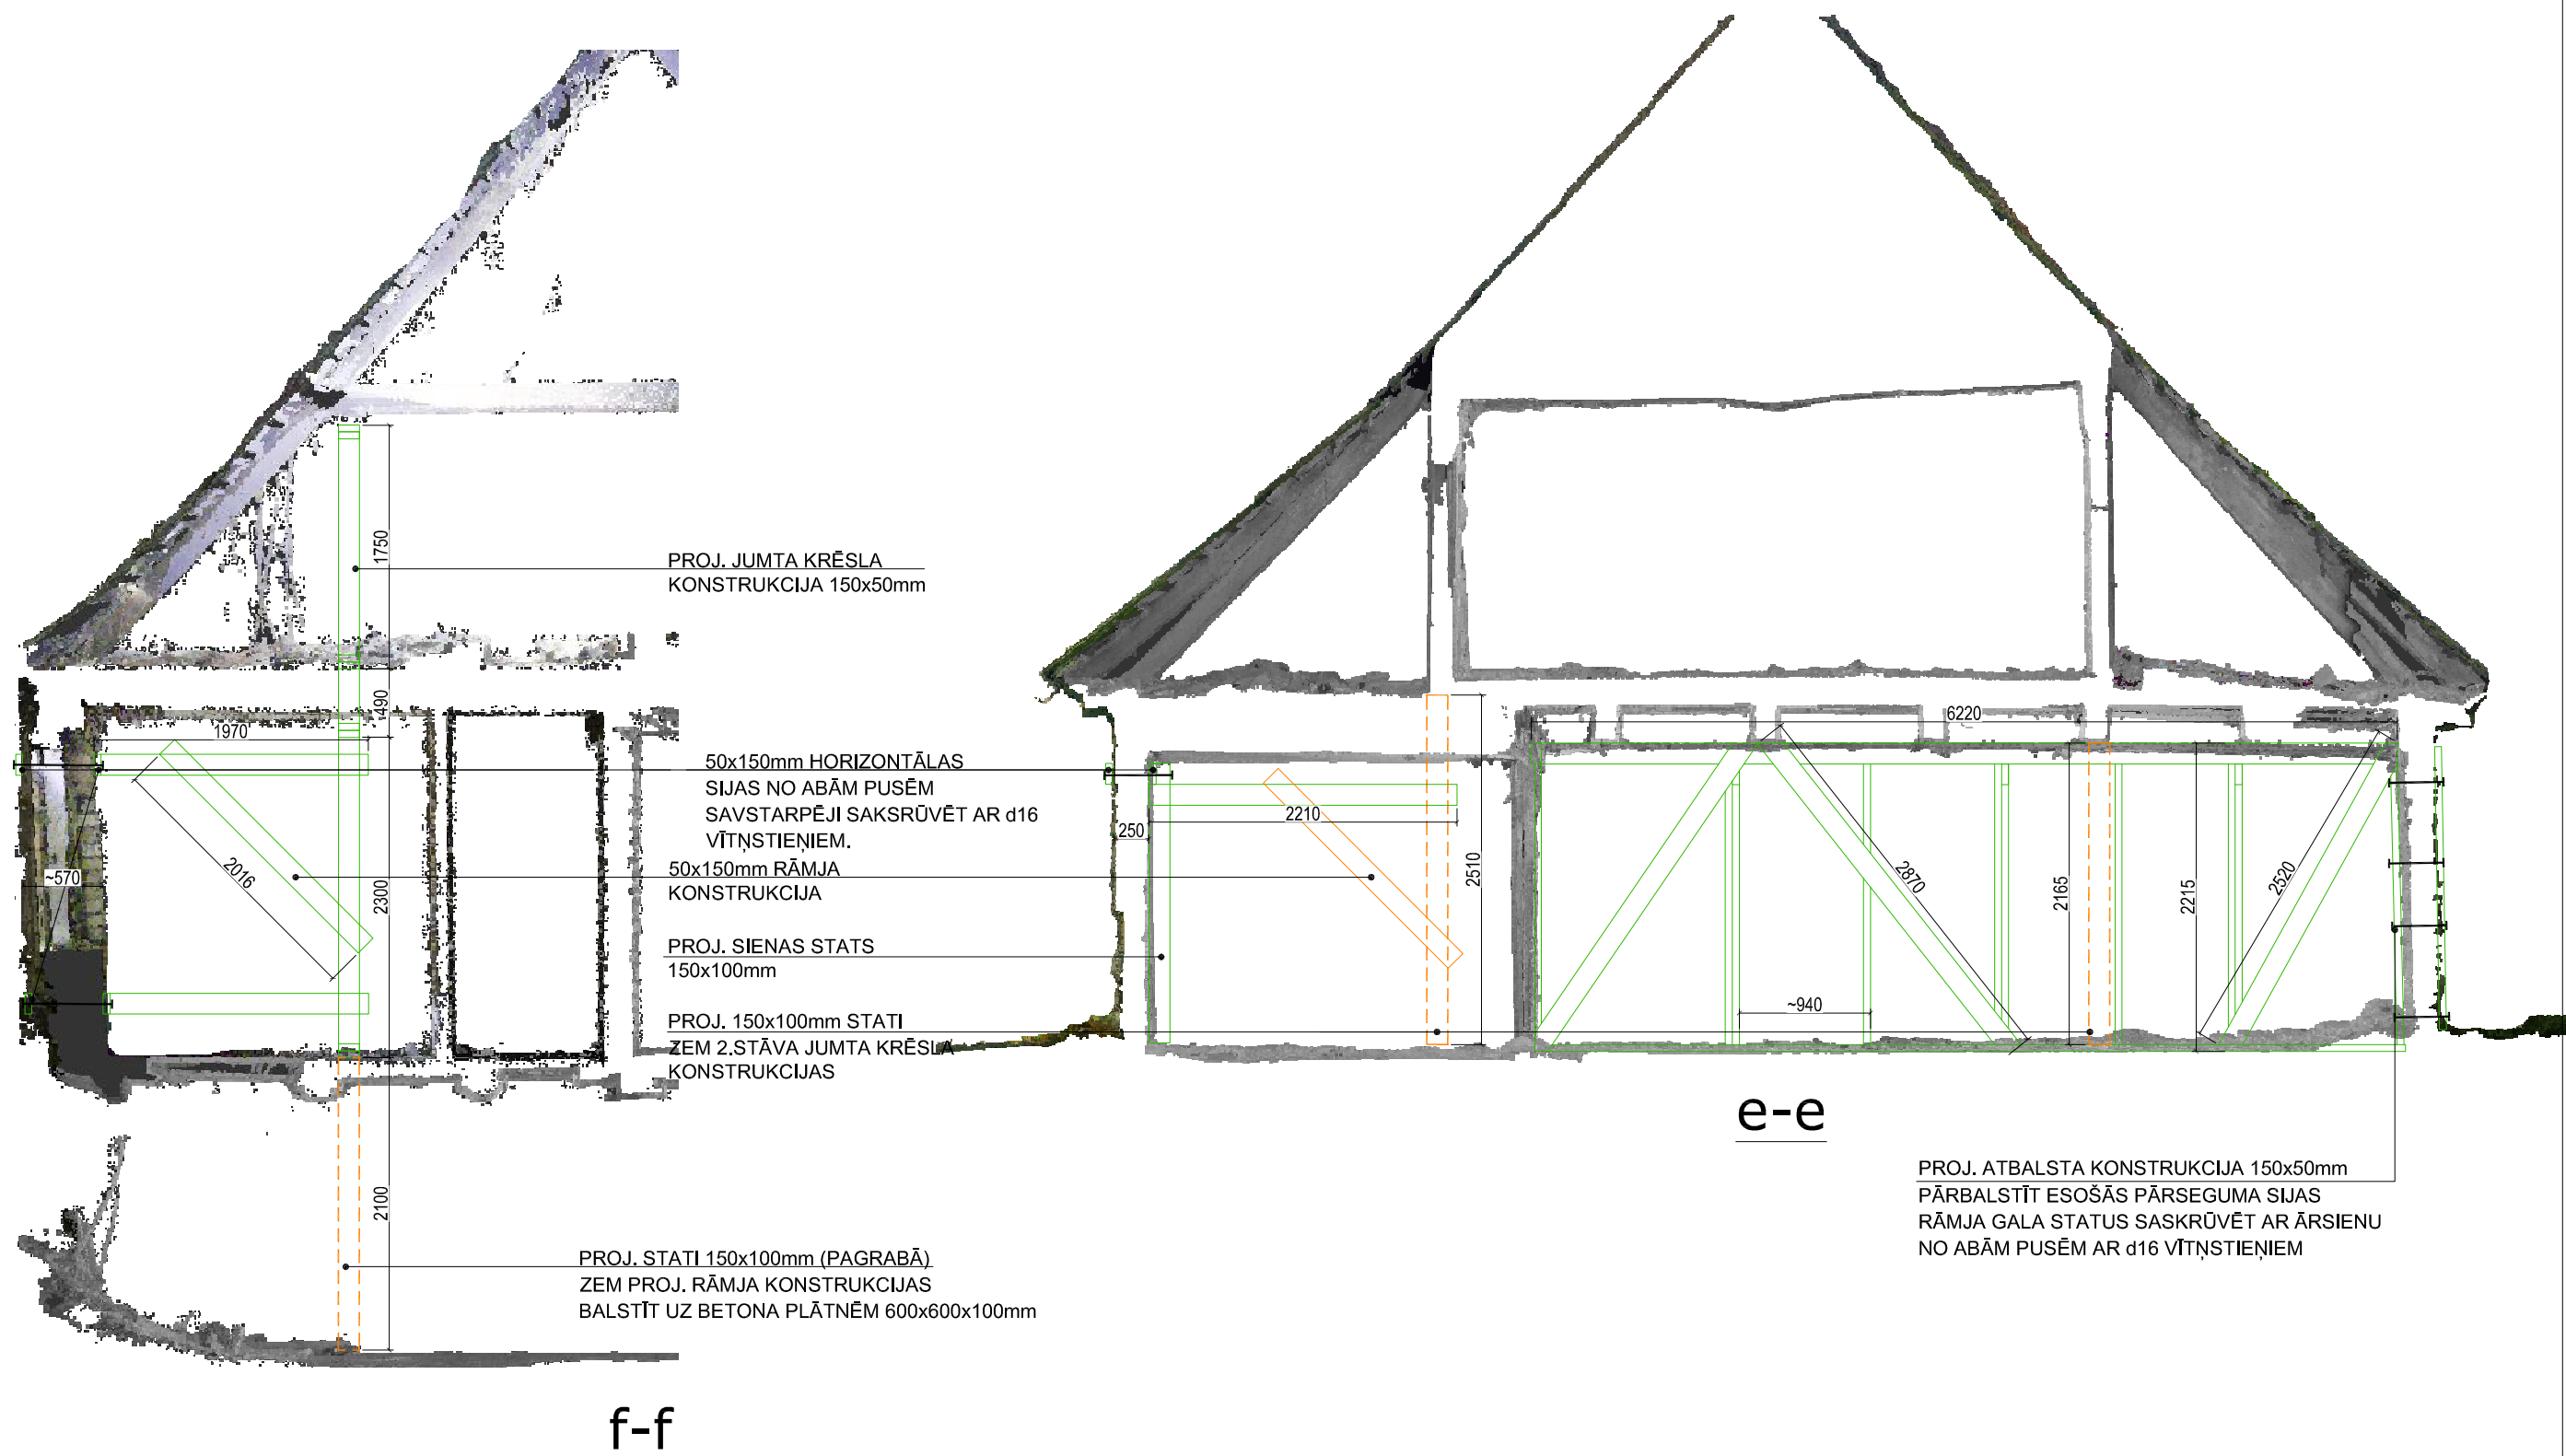 PROJ. JUMTA KRĒSLA
KONSTRUKCIJA 150x50mm
50x150mm HORIZONTĀLAS
SIJAS NO ABĀM PUSĒM
SAVSTARPĒJI SAKSRŪVĒT AR d16
VĪTŅSTIEŅIEM.
50x150mm RĀMJA
KONSTRUKCIJA
PROJ. SIENAS STATS
150x100mm
PROJ. 150x100mm STATI
ZEM 2.STĀVA JUMTA KRĒSLA
KONSTRUKCIJAS
PROJ. STATI 150x100mm (PAGRABĀ)
ZEM PROJ. RĀMJA KONSTRUKCIJAS
BALSTĪT UZ BETONA PLĀTNĒM 600x600x100mm
1750
490
1970
2016
~570
2300
2100
f-f
250
2210
2510
6220
2870
2165
2215
2520
~940
e-e
PROJ. ATBALSTA KONSTRUKCIJA 150x50mm
PĀRBALSTĪT ESOŠĀS PĀRSEGUMA SIJAS
RĀMJA GALA STATUS SASKRŪVĒT AR ĀRSIENU
NO ABĀM PUSĒM AR d16 VĪTŅSTIEŅIEM